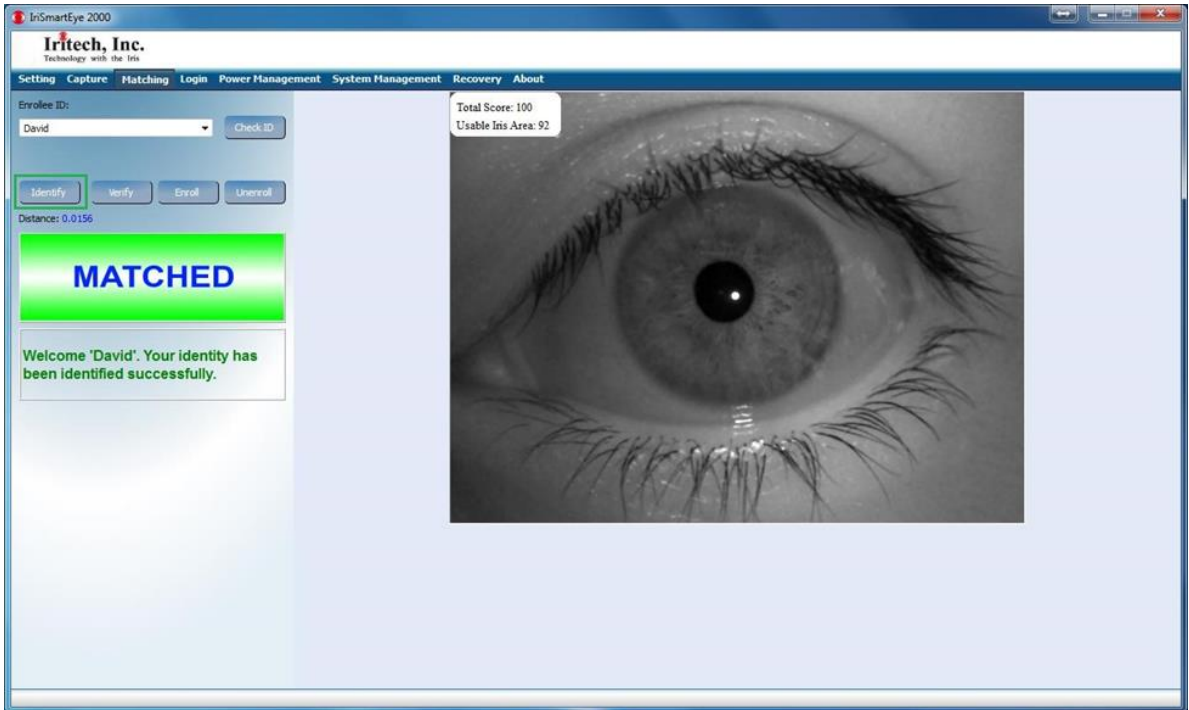 IriSmartEye 2000
Iritech, Inc.
Technology with the Iris
Setting Capture Matching Login Power Management System Management Recovery About
Enrolee ID:
David
Check ID
Identify Verify Enroll Unenroll
Distance: 0.0156
MATCHED
Welcome 'David'. Your identity has
been identified successfully.
Total Score: 100
Usable Iris Area: 92